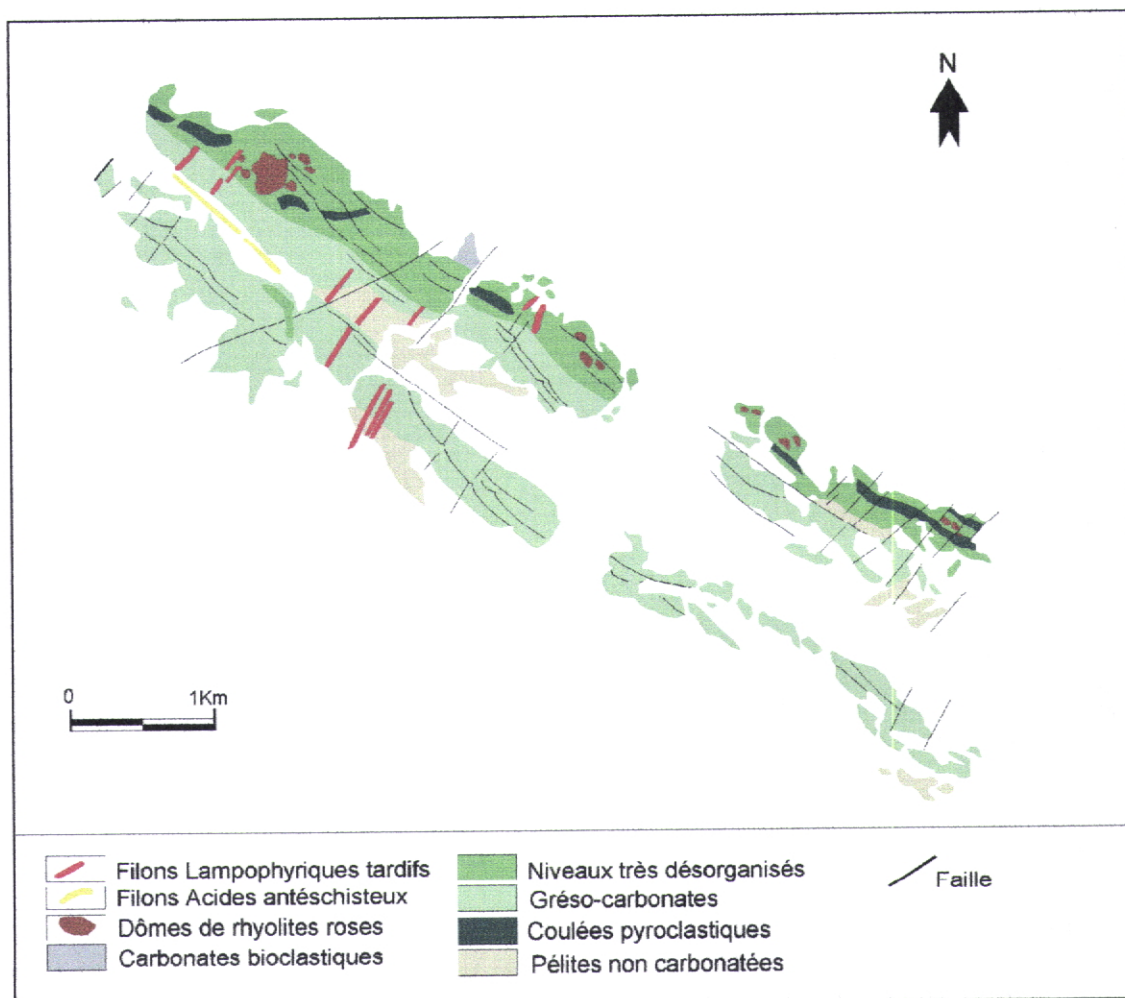 N
0 1Km
Filons Lampophyriques tardifs
Filons Acides antéschisteux
Dômes de rhyolites roses
Carbonates bioclastiques
Niveaux très désorganisés
Gréso-carbonates
Coulées pyroclastiques
Pélites non carbonatées
Faille